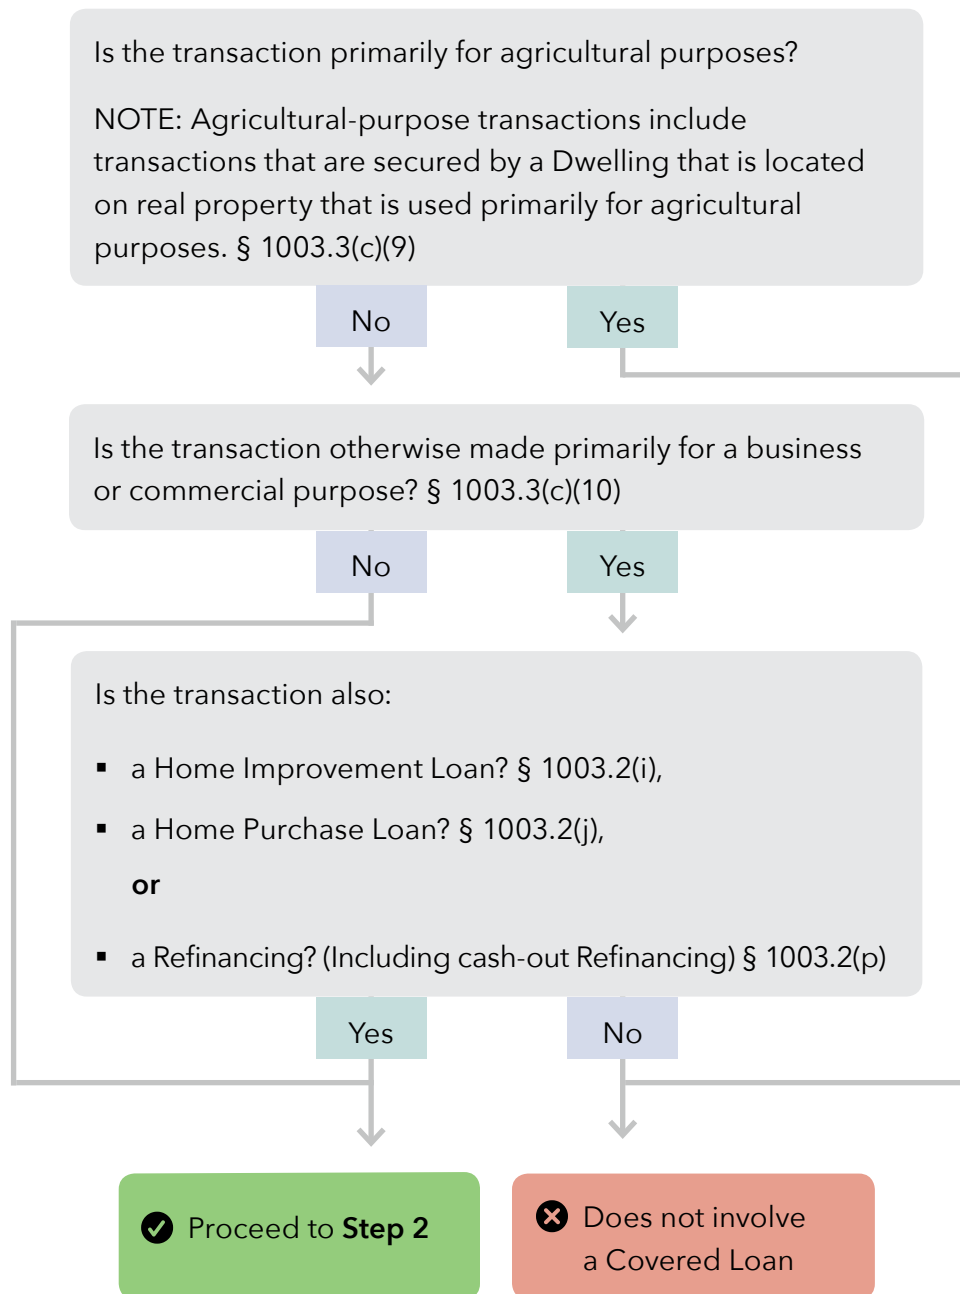 Is the transaction primarily for agricultural purposes?
NOTE: Agricultural-purpose transactions include
transactions that are secured by a Dwelling that is located
on real property that is used primarily for agricultural
purposes. § 1003.3(c)(9)
No
Yes
Is the transaction otherwise made primarily for a business
or commercial purpose? § 1003.3(c)(10)
No
Yes
Is the transaction also:
▪ a Home Improvement Loan? § 1003.2(i),
▪ a Home Purchase Loan? § 1003.2(j),
or
▪ a Refinancing? (Including cash-out Refinancing) § 1003.2(p)
Yes
No
Proceed to Step 2
Does not involve
a Covered Loan